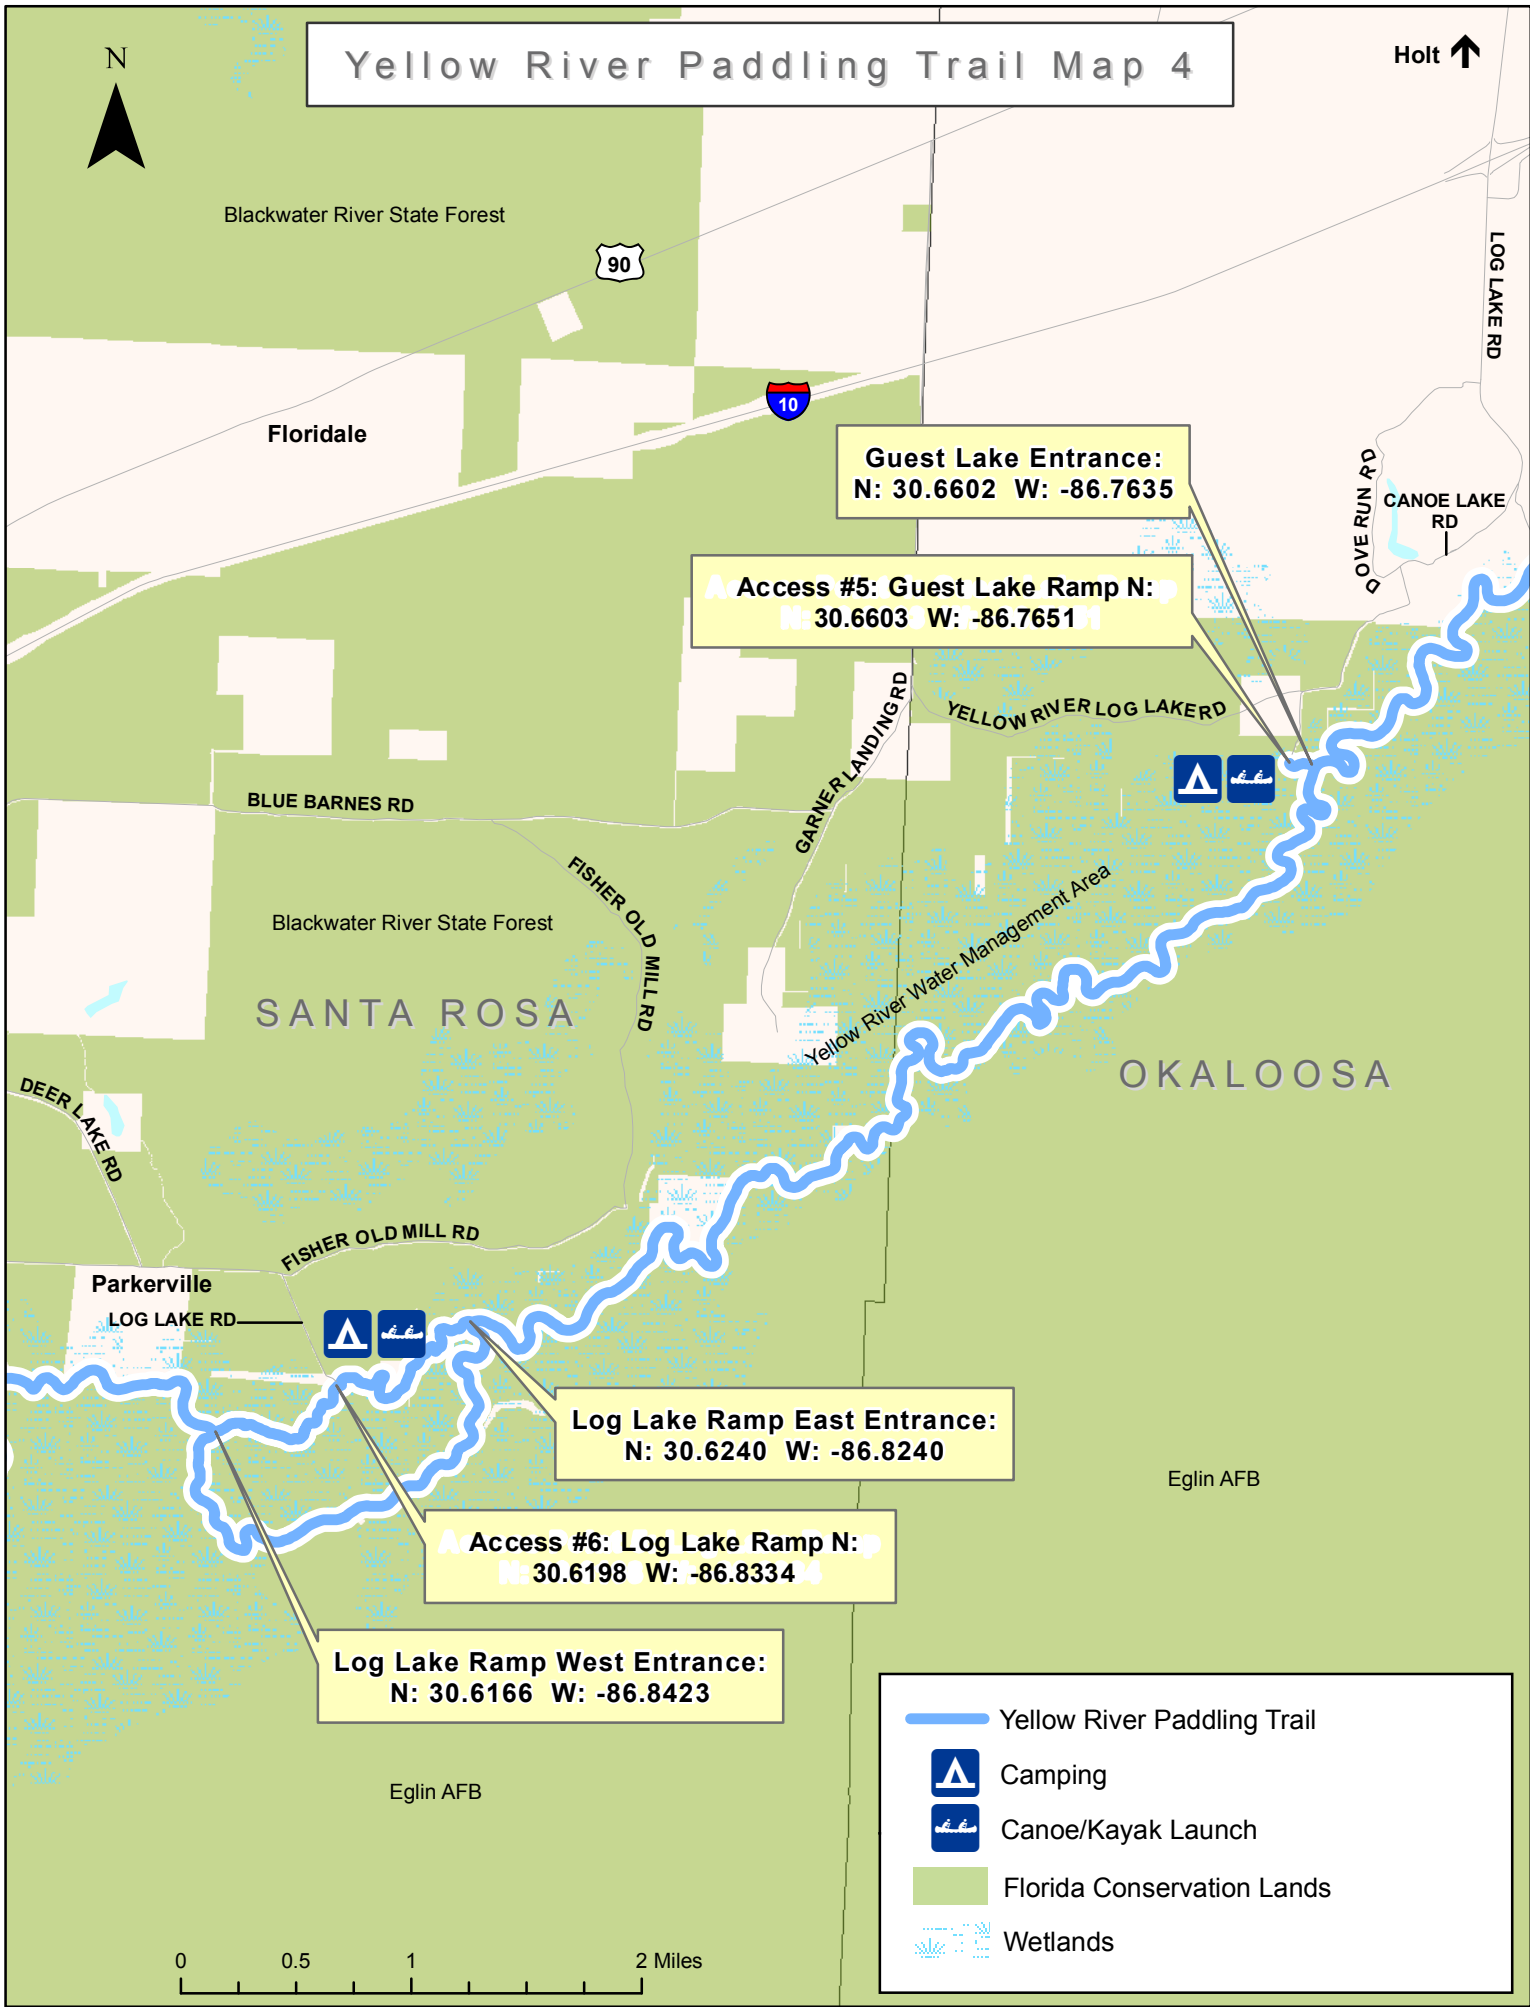 Yellow River Paddling Trail Map 4
N
Holt
Blackwater River State Forest
90
LOG LAKE RD
10
Floridale
Guest Lake Entrance:
N: 30.6602 W: -86.7635
DOVE RUN RD
CANOE LAKE
RD
Access #5: Guest Lake Ramp N:
30.6603 W: -86.7651
GARNER LANDING RD
YELLOW RIVER LOG LAKE RD
BLUE BARNES RD
FISHER OLD MILL RD
Yellow River Water Management Area
Blackwater River State Forest
SANTA ROSA
OKALOOSA
DEER LAKE RD
FISHER OLD MILL RD
Parkerville
LOG LAKE RD
Log Lake Ramp East Entrance:
N: 30.6240 W: -86.8240
Eglin AFB
Access #6: Log Lake Ramp N:
30.6198 W: -86.8334
Log Lake Ramp West Entrance:
N: 30.6166 W: -86.8423
Eglin AFB
Yellow River Paddling Trail
Camping
Canoe/Kayak Launch
Florida Conservation Lands
Wetlands
0 0.5 1 2 Miles